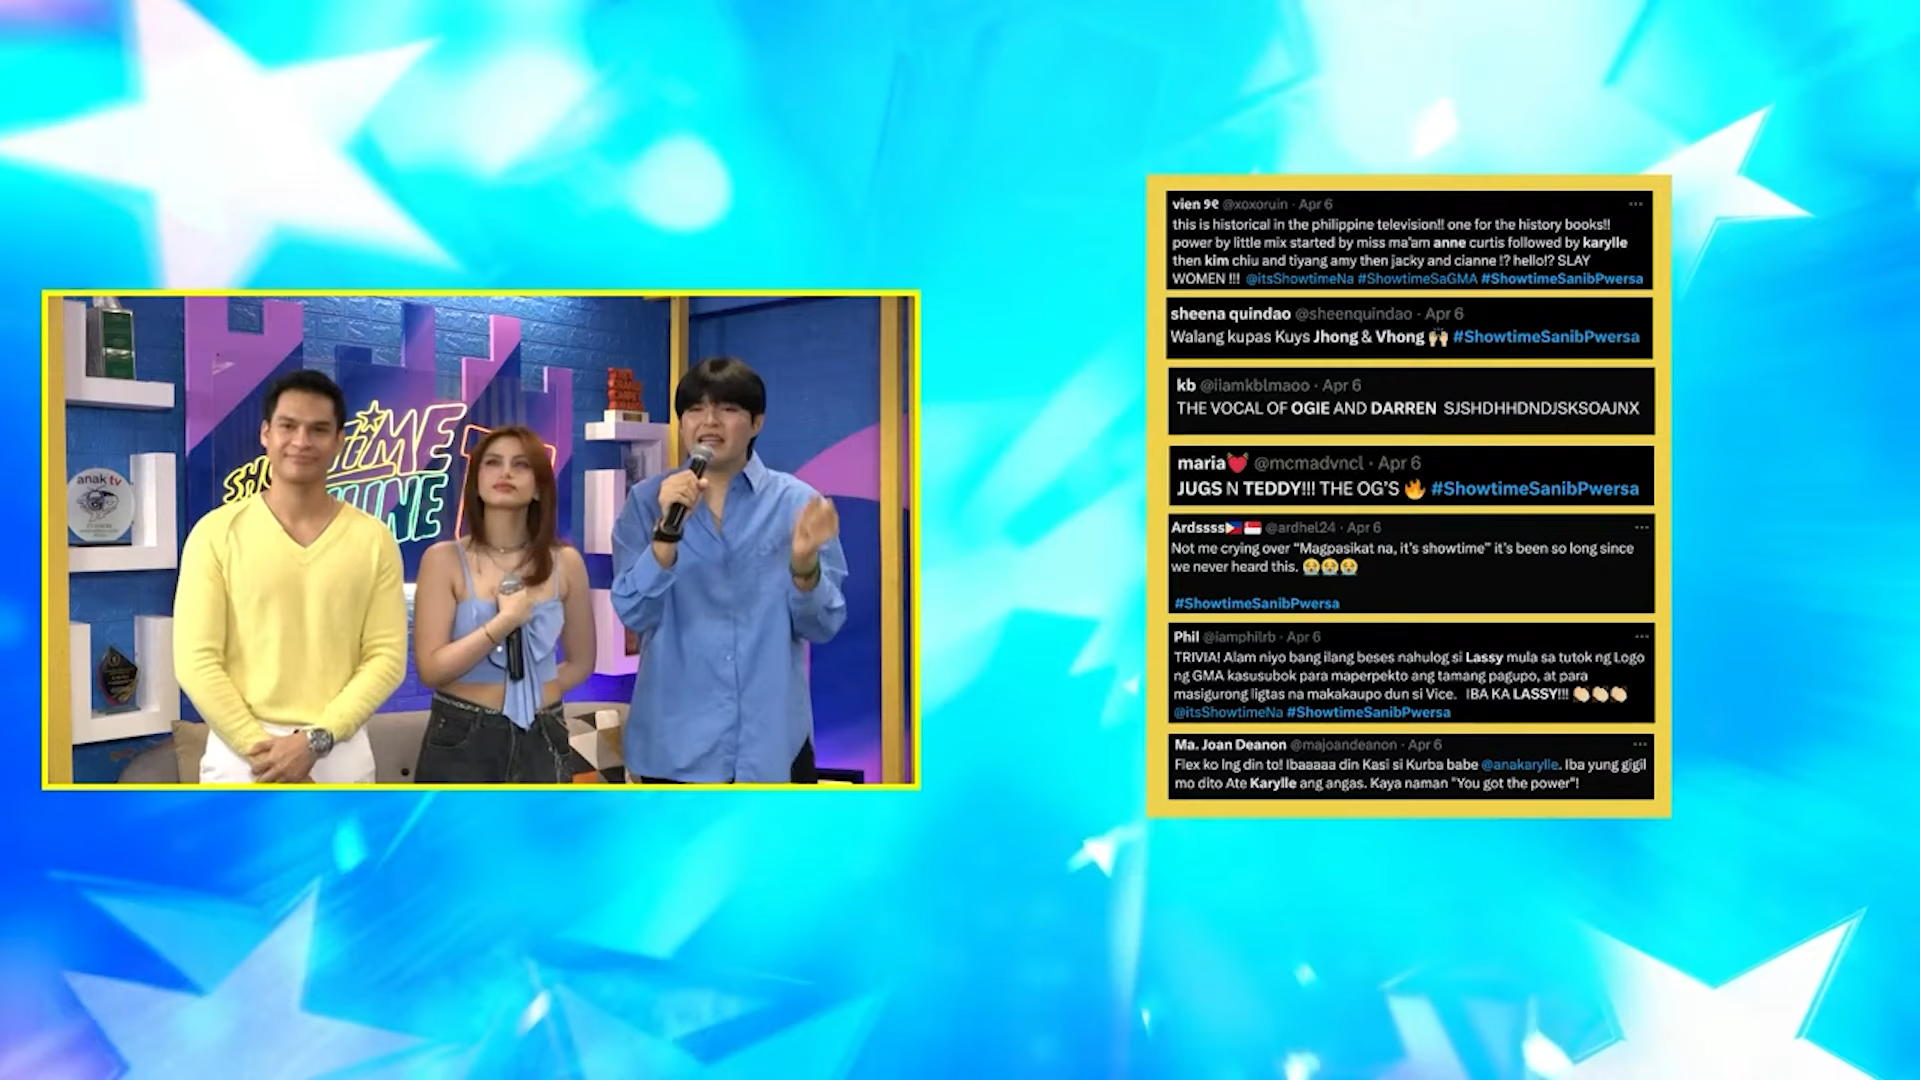 anak tv
SHOWTIME
ONLINE
vien ୨୧ @xoxoruin · Apr 6
this is historical in the philippine television!! one for the history books!!
power by little mix started by miss ma'am anne curtis followed by karylle
then kim chiu and tiyang amy then jacky and cianne !? hello!? SLAY
WOMEN !!! @itsShowtimeNa #ShowtimeSaGMA #ShowtimeSanibPwersa
sheena quindao @sheenquindao · Apr 6
Walang kupas Kuys Jhong & Vhong 🙌🏻 #ShowtimeSanibPwersa
kb @iiamkblmaoo · Apr 6
THE VOCAL OF OGIE AND DARREN SJSHDHHDNDJSKSOAJNX
maria💓 @mcmadvncl · Apr 6
JUGS N TEDDY!!! THE OG'S 🔥 #ShowtimeSanibPwersa
Ardssss🇵🇭🇸🇬 @ardhel24 · Apr 6
Not me crying over “Magpasikat na, it’s showtime” it’s been so long since
we never heard this. 😭😭😭
#ShowtimeSanibPwersa
Phil @iamphilrb · Apr 6
TRIVIA! Alam niyo bang ilang beses nahulog si Lassy mula sa tutok ng Logo
ng GMA kasusubok para maperpekto ang tamang pagupo, at para
masigurong ligtas na makakaupo dun si Vice. IBA KA LASSY!!! 👏🏻👏🏻👏🏻
@itsShowtimeNa #ShowtimeSanibPwersa
Ma. Joan Deanon @majoandeanon · Apr 6
Flex ko lng din to! Ibaaaaa din Kasi si Kurba babe @anakarylle. Iba yung gigil
mo dito Ate Karylle ang angas. Kaya naman "You got the power"!